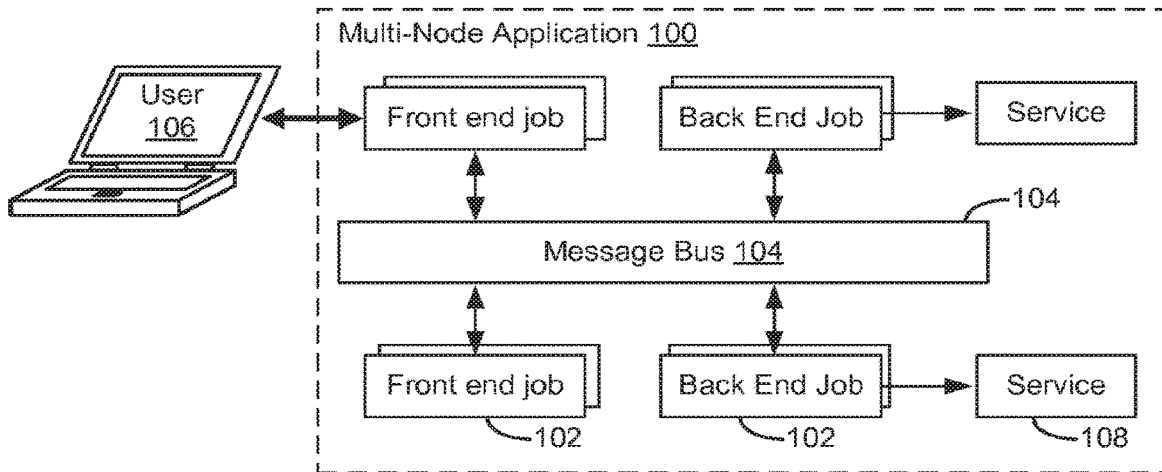 Multi-Node Application 100
User
106
Front end job
Back End Job
Service
104
Message Bus 104
Front end job
Back End Job
Service
102
102
108